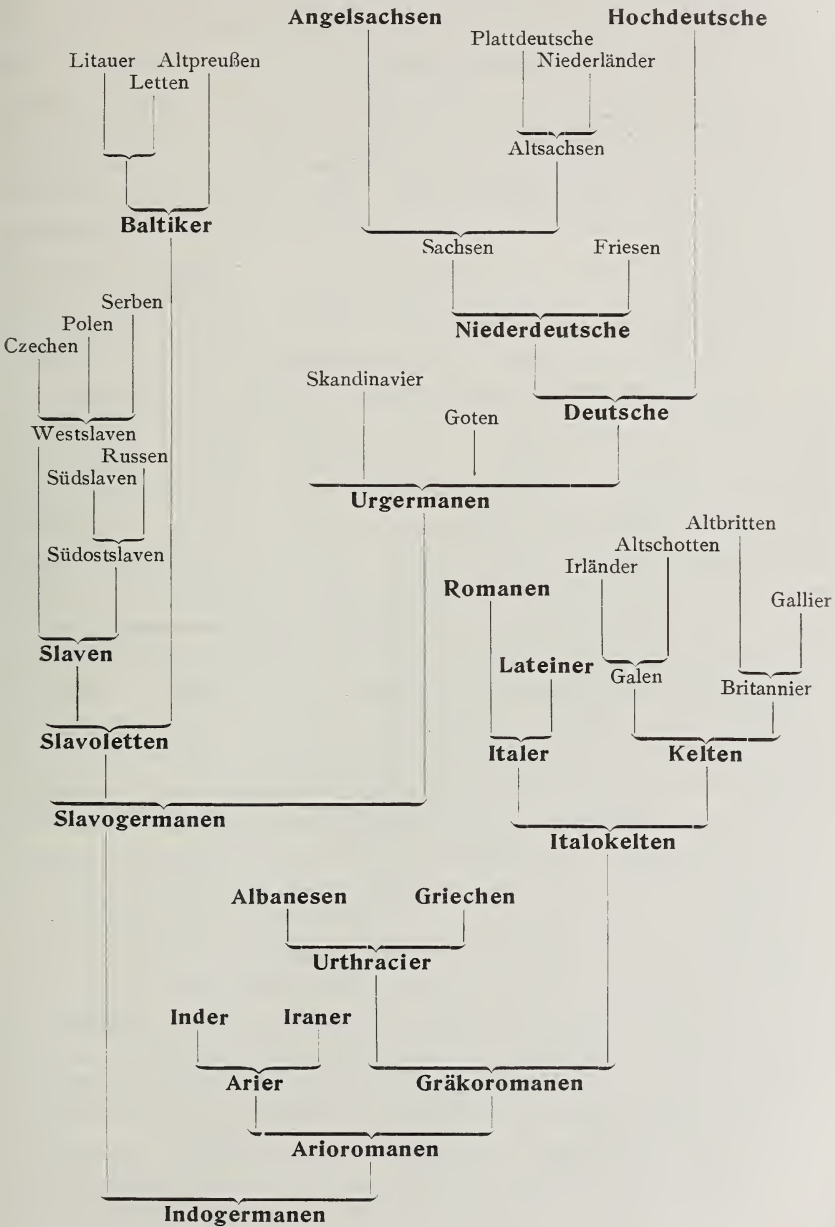 Angelsachsen
Hochdeutsche
Plattdeutsche
Niederländer
Litauer
Altpreußen
Letten
Altsachsen
Baltiker
Sachsen
Friesen
Serben
Polen
Czechen
Niederdeutsche
Skandinavier
Deutsche
Goten
Westslaven
Russen
Südslaven
Urgermanen
Altbritten
Altschotten
Südostslaven
Irländer
Romanen
Gallier
Slaven
Lateiner
Galen
Britannier
Slavoletten
Italer
Kelten
Slavogermanen
Italokelten
Albanesen
Griechen
Urthracier
Inder
Iraner
Arier
Gräkoromanen
Arioromanen
Indogermanen